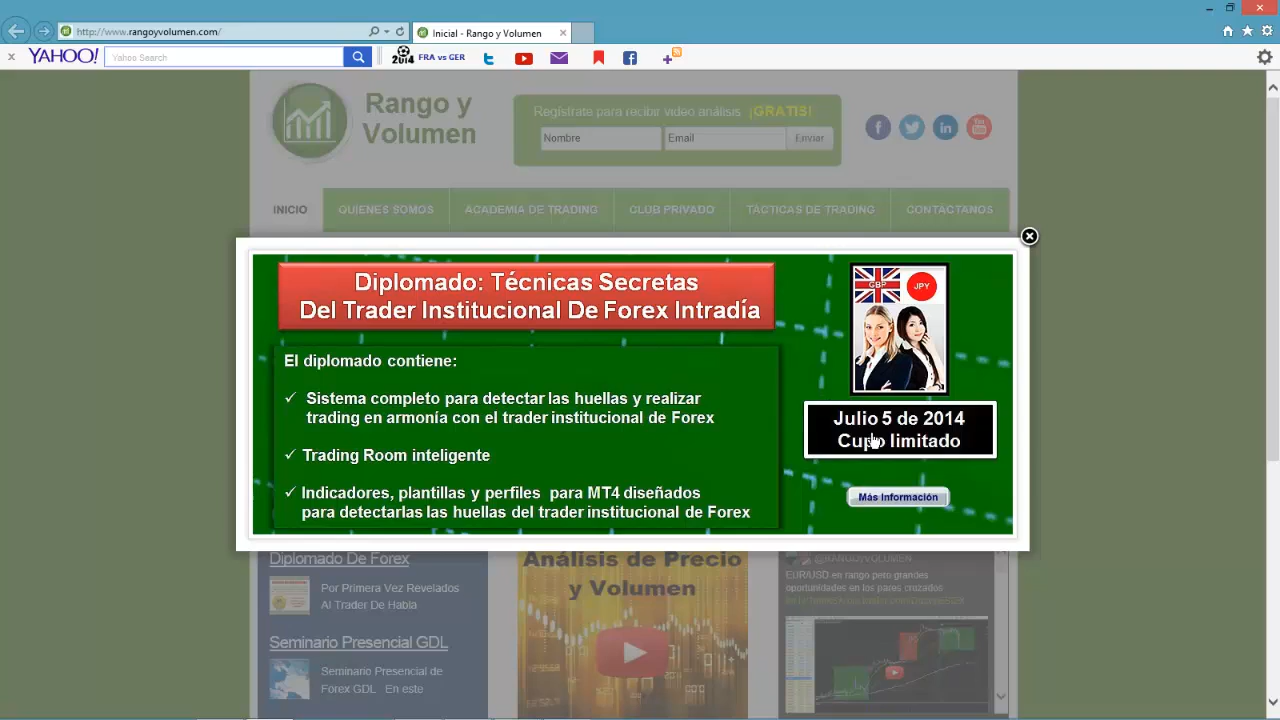 http://www.rangoyvolumen.com/
Inicial - Rango y Volumen
YAHOO!
Yahoo Search
2014
FRA vs GER
Rango y
Volumen
Regístrate para recibir video análisis ¡GRATIS!
Nombre
Email
Enviar
You
INICIO
QUIENES SOMOS
ACADEMIA DE TRADING
CLUB PRIVADO
TACTICAS DE TRADING
CONTÁCTANOS
Diplomado: Técnicas Secretas
Del Trader Institucional De Forex Intradía
El diplomado contiene:
✓ Sistema completo para detectar las huellas y realizar
trading en armonía con el trader institucional de Forex
✓ Trading Room inteligente
✓ Indicadores, plantillas y perfiles para MT4 diseñados
para detectarlas las huellas del trader institucional de Forex
GBP
JPY
Julio 5 de 2014
Cupo limitado
Más Información
Diplomado De Forex
Por Primera Vez Revelados
Al Trader De Habla
Seminario Presencial GDL
Seminario Presencial de
Forex GDL En este
Análisis de Precio
y Volumen
@RANGOYVOLUMEN
EUR/USD en rango pero grandes
oportunidades en los pares cruzados